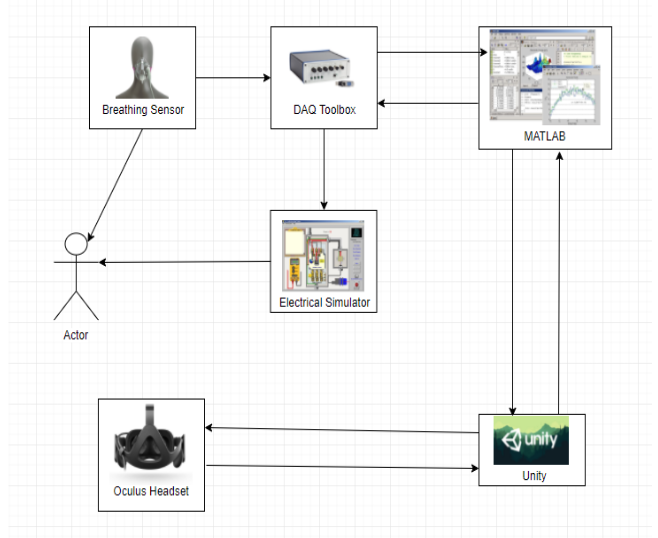 Breathing Sensor
DAQ Toolbox
MATLAB
Electrical Simulator
Actor
Oculus Headset
unity
Unity